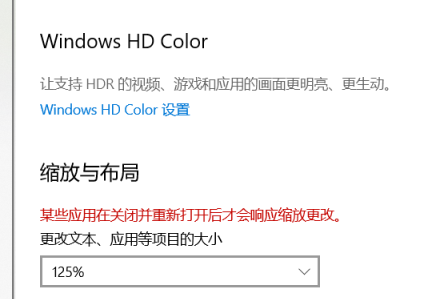 Windows HD Color
让支持 HDR 的视频、游戏和应用的画面更明亮、更生动。
Windows HD Color 设置
缩放与布局
某些应用在关闭并重新打开后才会响应缩放更改。
更改文本、应用等项目的大小
125%